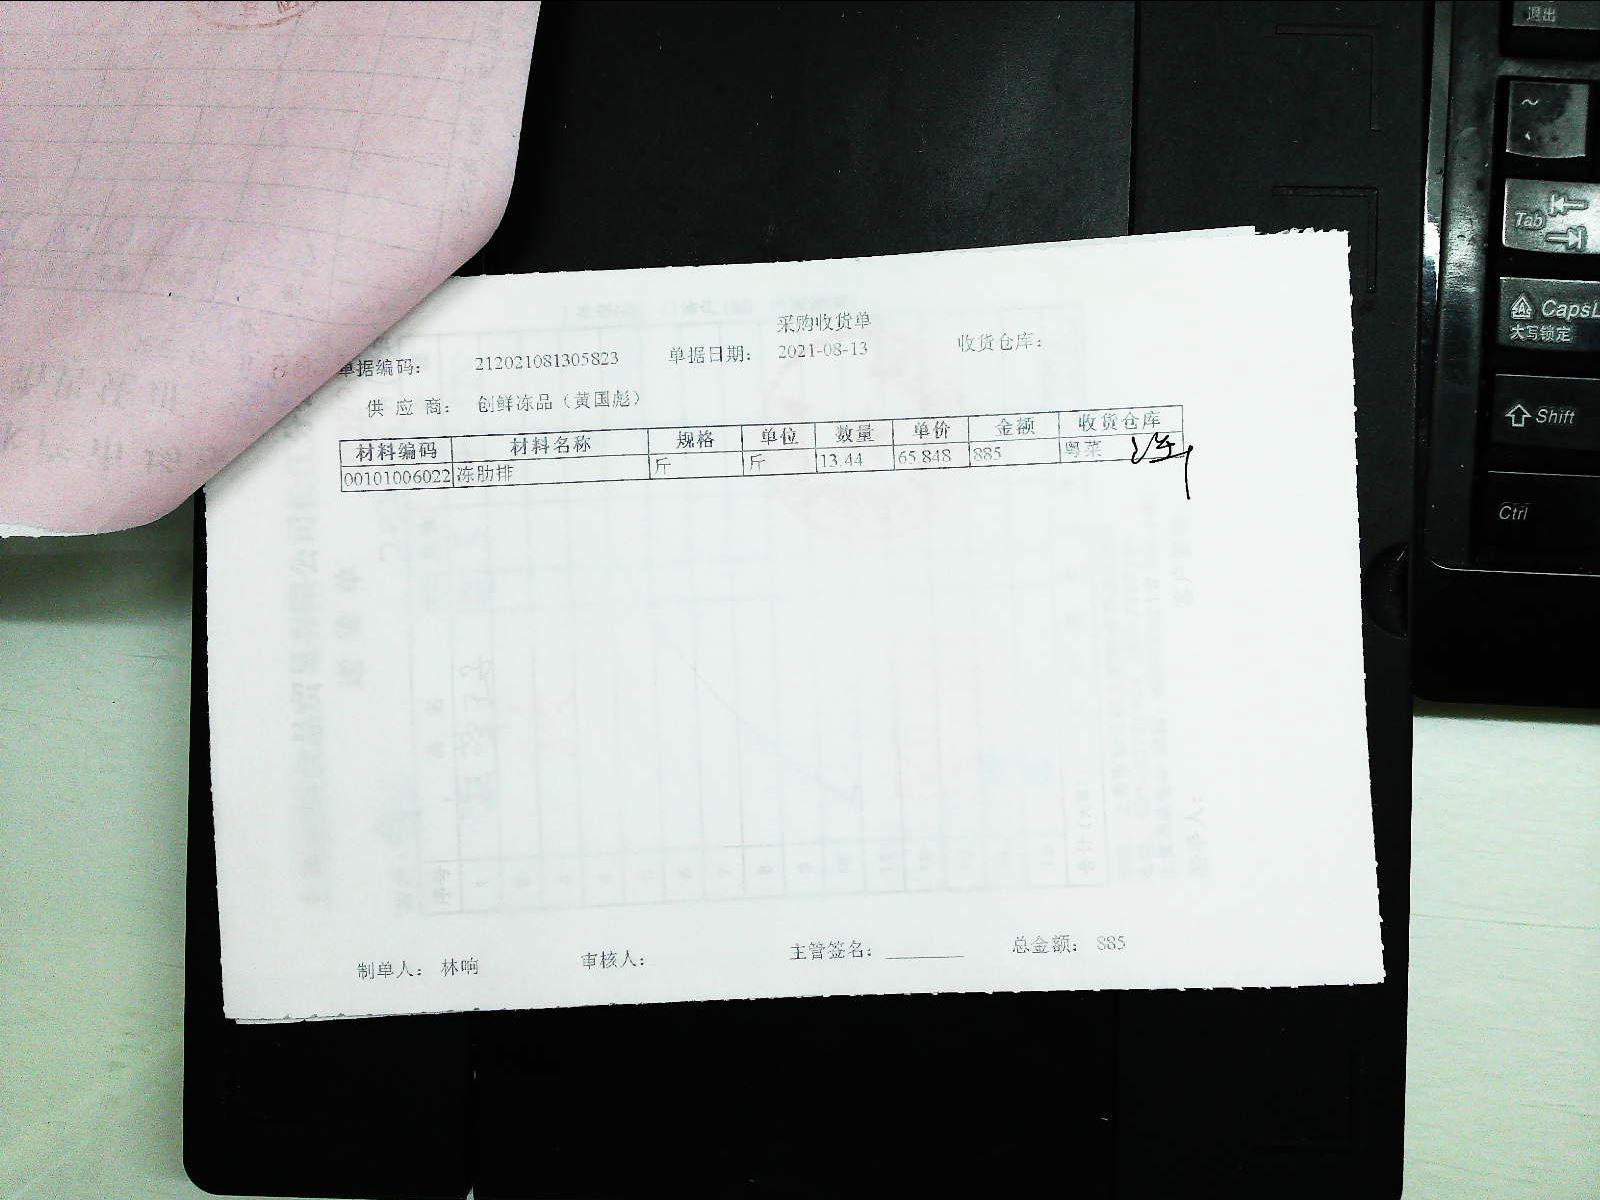 采购收货单
单据编码: 212021081305823 单据日期: 2021-08-13 收货仓库:
供 应 商: 创鲜冻品（黄国彪）
材料编码 材料名称 规格 单位 数量 单价 金额 收货仓库
00101006022 冻肋排 斤 斤 13.44 65.848 885 粤菜
制单人: 林响 审核人: 主管签名: ________ 总金额: 885
退出
~
Tab
CapsL
大写锁定
Shift
Ctrl